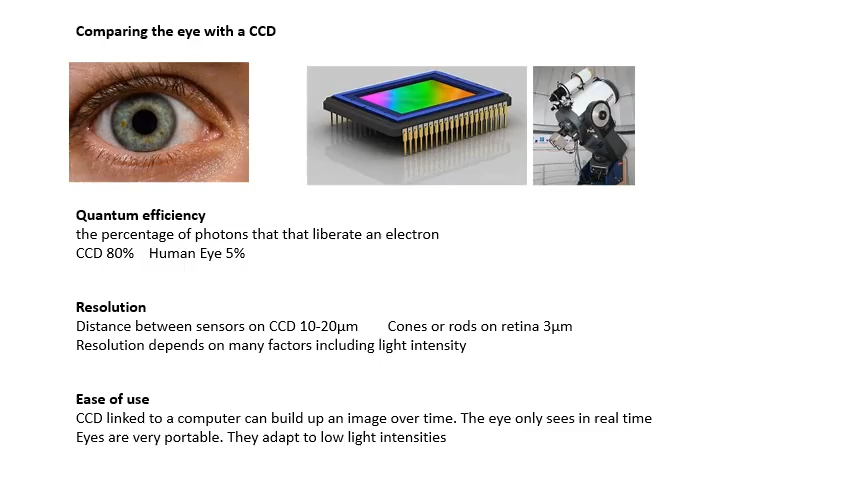 Comparing the eye with a CCD
Quantum efficiency
the percentage of photons that that liberate an electron
CCD 80% Human Eye 5%
Resolution
Distance between sensors on CCD 10-20µm Cones or rods on retina 3µm
Resolution depends on many factors including light intensity
Ease of use
CCD linked to a computer can build up an image over time. The eye only sees in real time
Eyes are very portable. They adapt to low light intensities